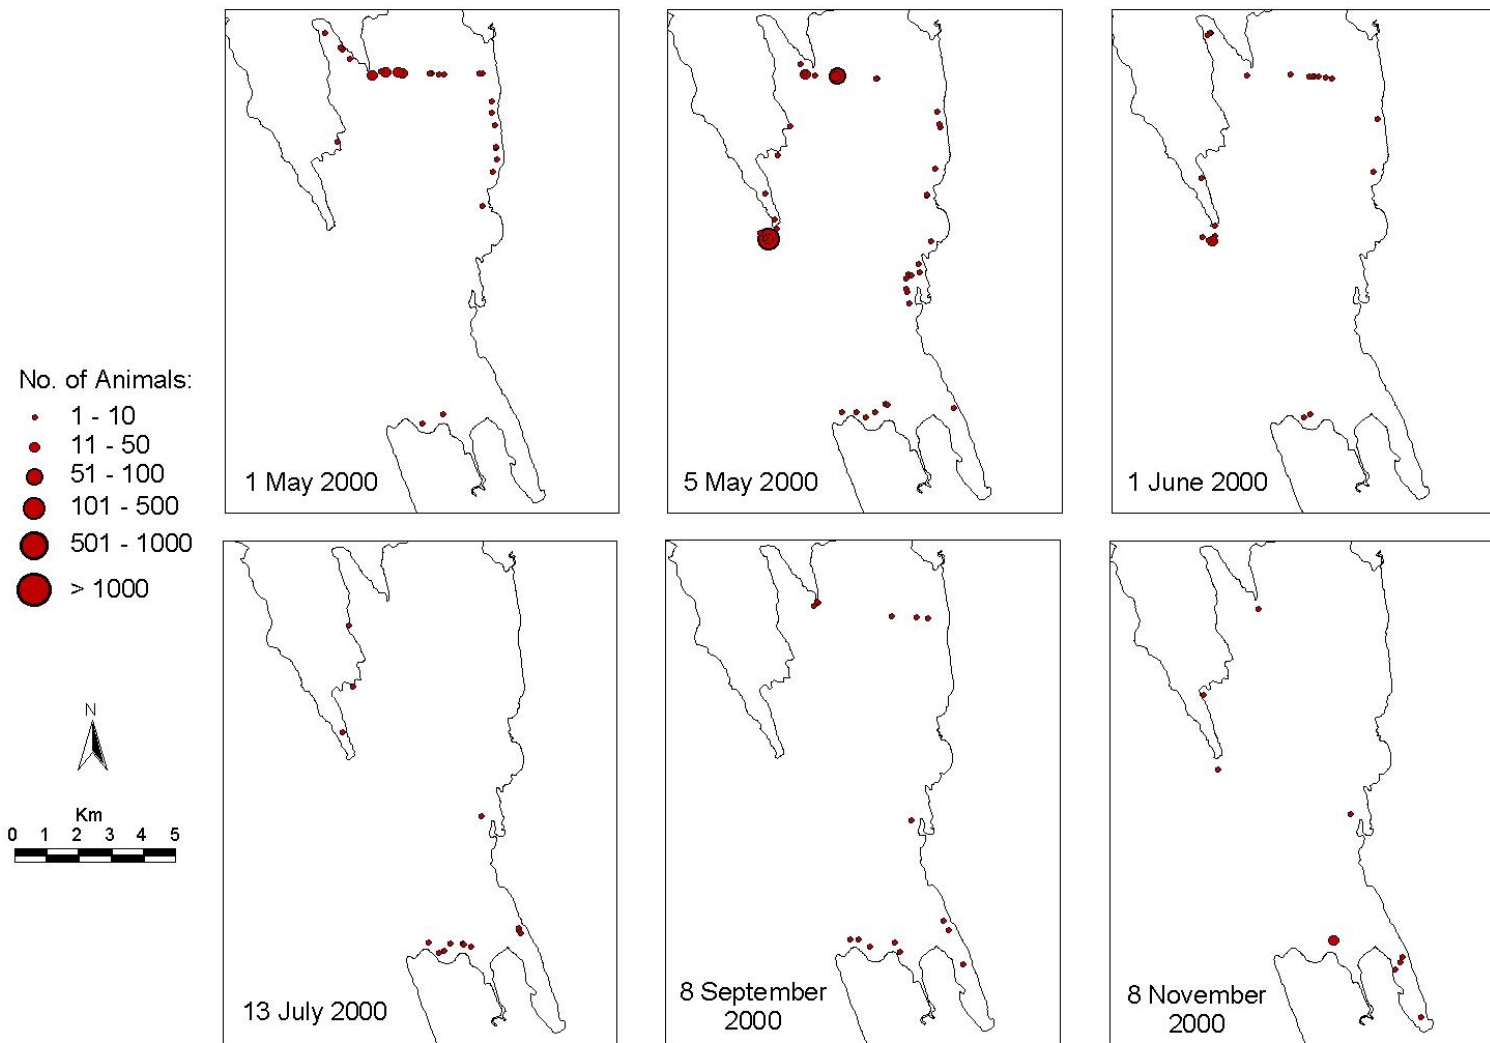 No. of Animals:
1 - 10
11 - 50
51 - 100
101 - 500
501 - 1000
> 1000
N
Km
0 1 2 3 4 5
1 May 2000
5 May 2000
1 June 2000
13 July 2000
8 September
2000
8 November
2000